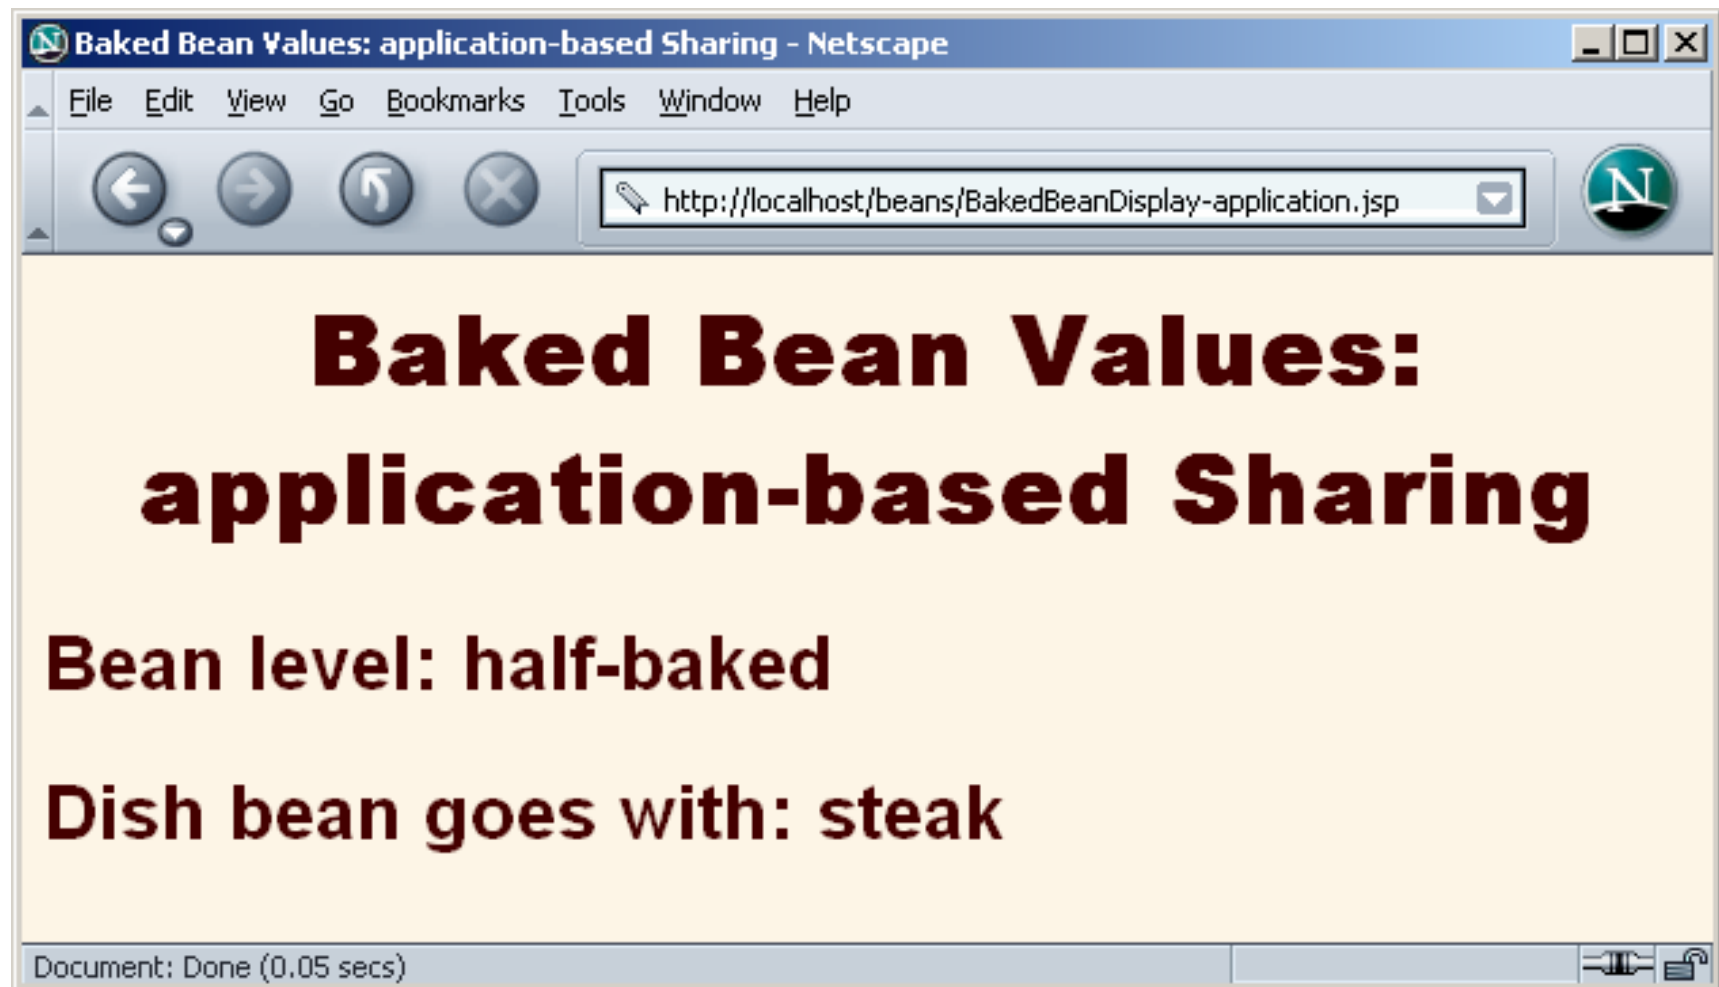 Baked Bean Values: application-based Sharing - Netscape
File Edit View Go Bookmarks Tools Window Help
http://localhost/beans/BakedBeanDisplay-application.jsp
N
Baked Bean Values:
application-based Sharing
Bean level: half-baked
Dish bean goes with: steak
Document: Done (0.05 secs)